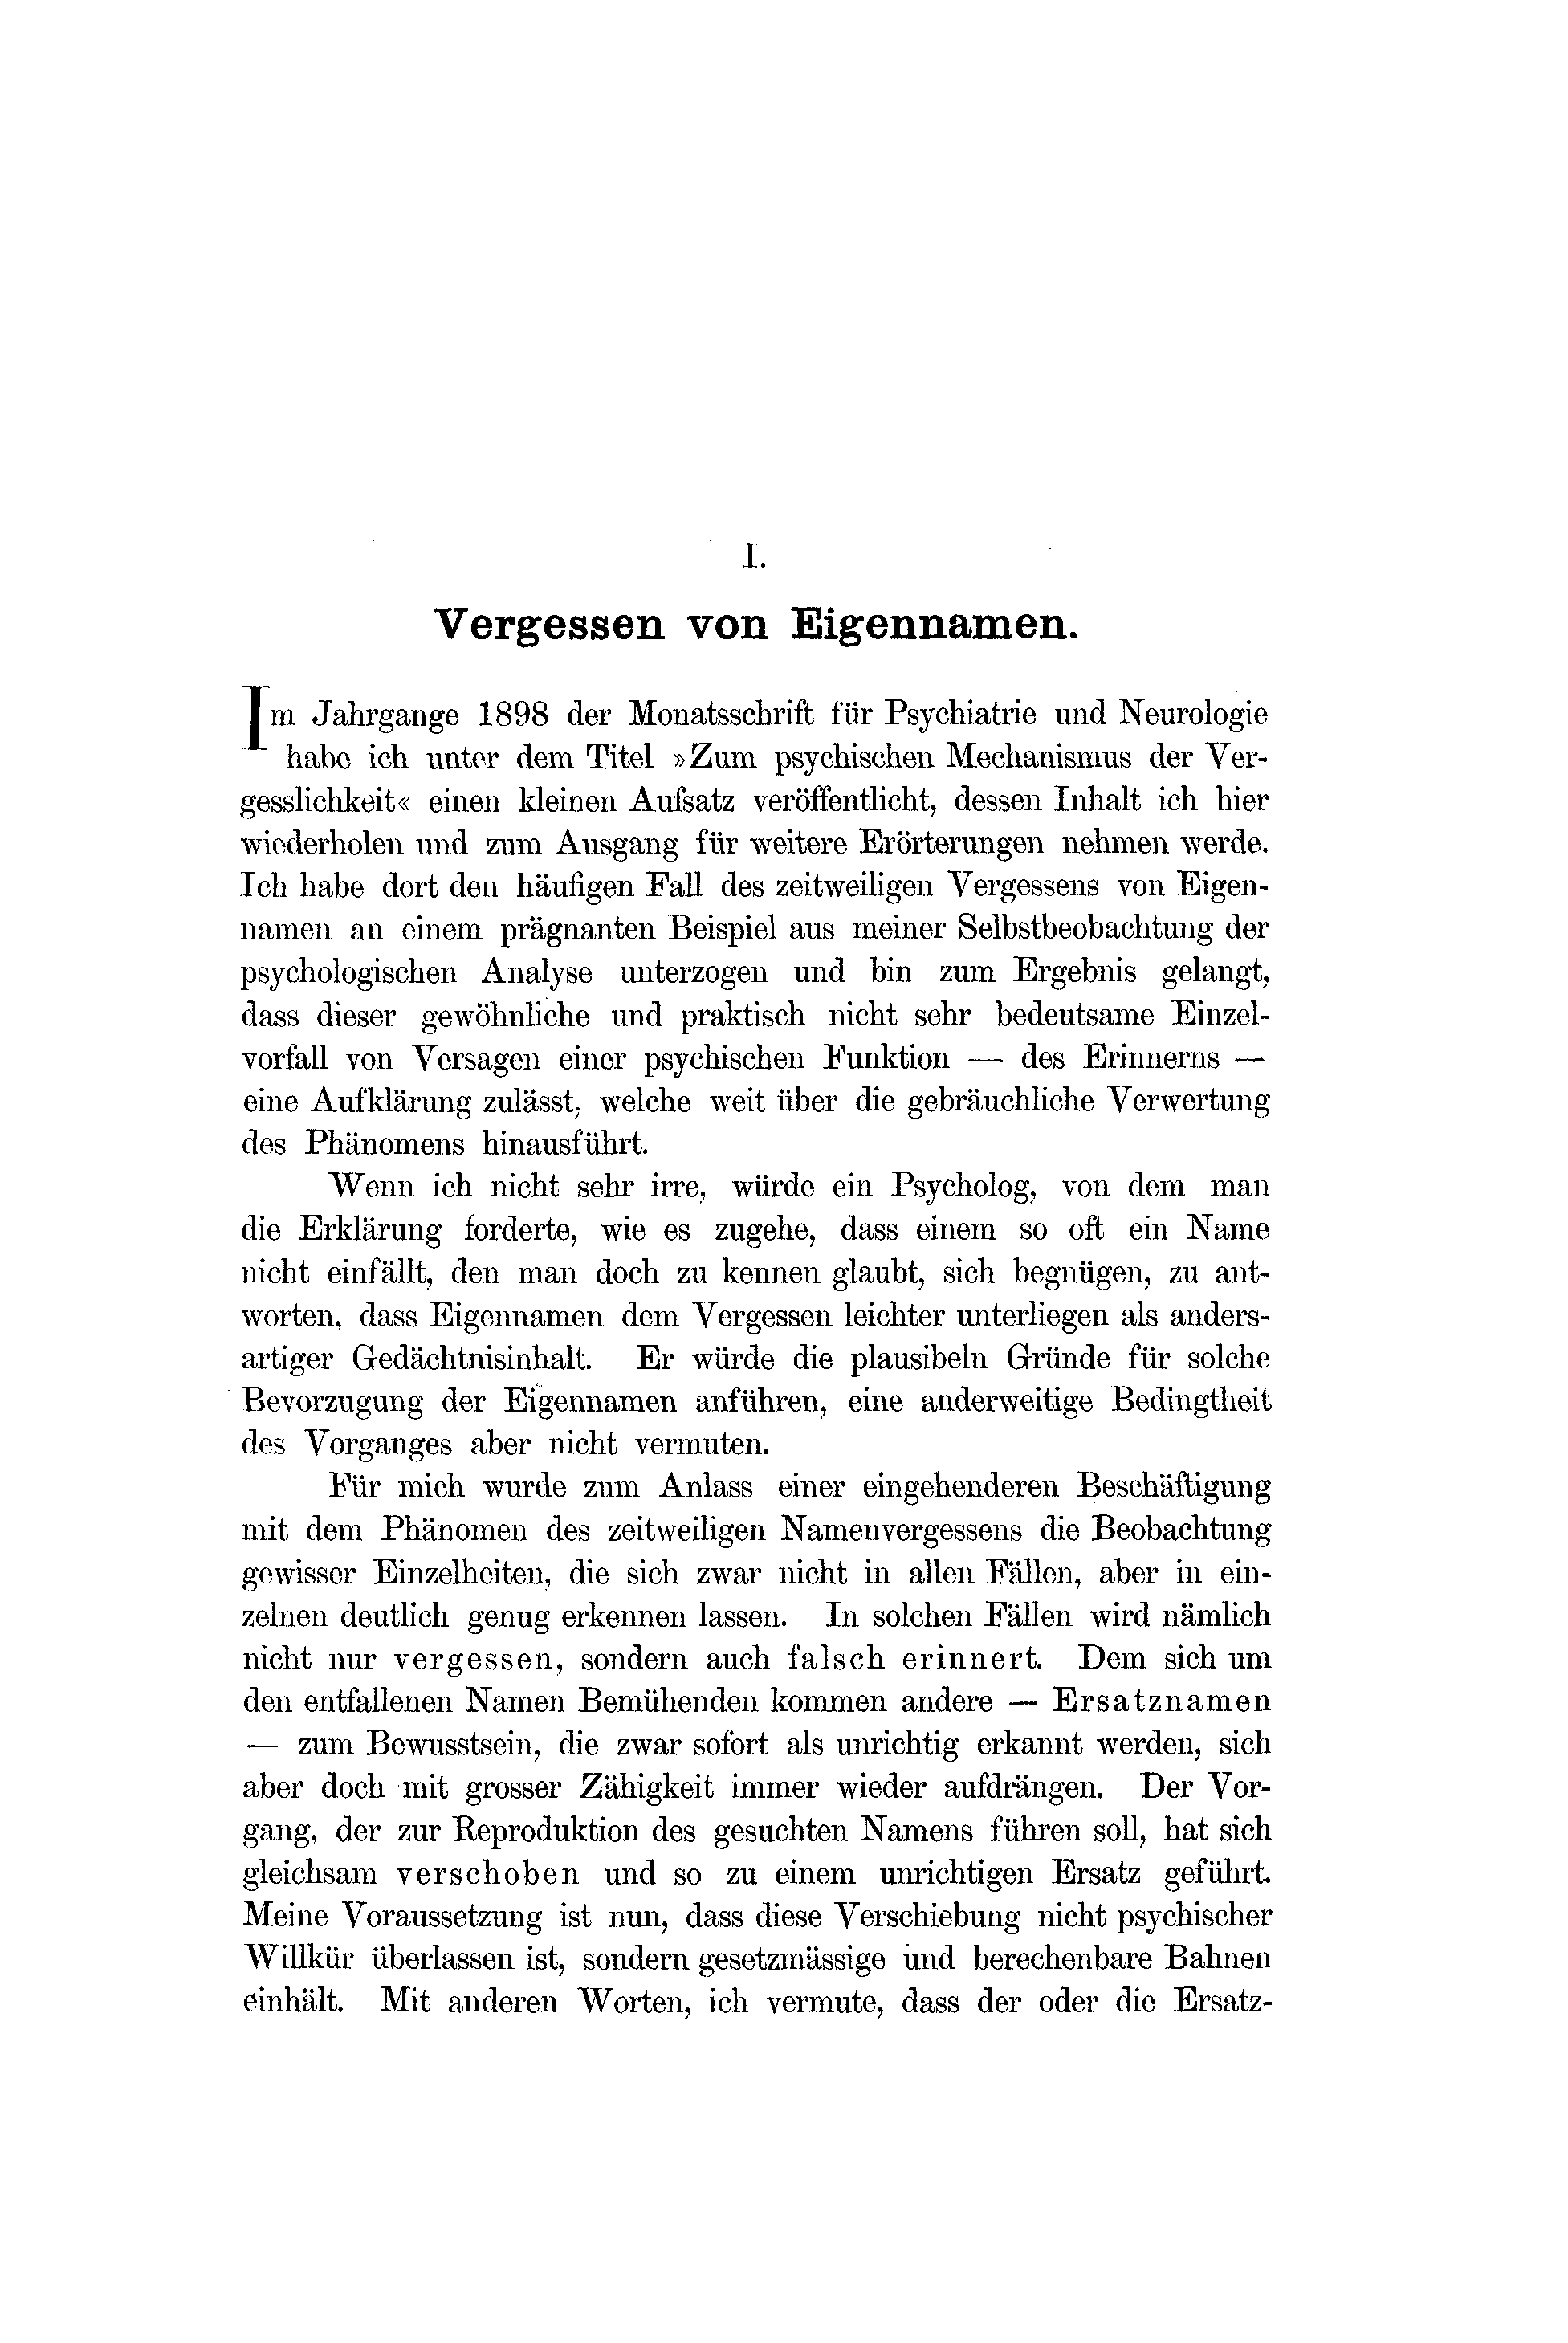 I.
Vergessen von Eigennamen.
Im Jahrgange 1898 der Monatsschrift für Psychiatrie und Neurologie
habe ich unter dem Titel »Zum psychischen Mechanismus der Ver-
gesslichkeit« einen kleinen Aufsatz veröffentlicht, dessen Inhalt ich hier
wiederholen und zum Ausgang für weitere Erörterungen nehmen werde.
Ich habe dort den häufigen Fall des zeitweiligen Vergessens von Eigen-
namen an einem prägnanten Beispiel aus meiner Selbstbeobachtung der
psychologischen Analyse unterzogen und bin zum Ergebnis gelangt,
dass dieser gewöhnliche und praktisch nicht sehr bedeutsame Einzel-
vorfall von Versagen einer psychischen Funktion — des Erinnerns —
eine Aufklärung zulässt, welche weit über die gebräuchliche Verwertung
des Phänomens hinausführt.
Wenn ich nicht sehr irre, würde ein Psycholog, von dem man
die Erklärung forderte, wie es zugehe, dass einem so oft ein Name
nicht einfällt, den man doch zu kennen glaubt, sich begnügen, zu ant-
worten, dass Eigennamen dem Vergessen leichter unterliegen als anders-
artiger Gedächtnisinhalt. Er würde die plausibeln Gründe für solche
Bevorzugung der Eigennamen anführen, eine anderweitige Bedingtheit
des Vorganges aber nicht vermuten.
Für mich wurde zum Anlass einer eingehenderen Beschäftigung
mit dem Phänomen des zeitweiligen Namenvergessens die Beobachtung
gewisser Einzelheiten, die sich zwar nicht in allen Fällen, aber in ein-
zelnen deutlich genug erkennen lassen. In solchen Fällen wird nämlich
nicht nur vergessen, sondern auch falsch erinnert. Dem sich um
den entfallenen Namen Bemühenden kommen andere — Ersatznamen
— zum Bewusstsein, die zwar sofort als unrichtig erkannt werden, sich
aber doch mit grosser Zähigkeit immer wieder aufdrängen. Der Vor-
gang, der zur Reproduktion des gesuchten Namens führen soll, hat sich
gleichsam verschoben und so zu einem unrichtigen Ersatz geführt.
Meine Voraussetzung ist nun, dass diese Verschiebung nicht psychischer
Willkür überlassen ist, sondern gesetzmässige und berechenbare Bahnen
einhält. Mit anderen Worten, ich vermute, dass der oder die Ersatz-